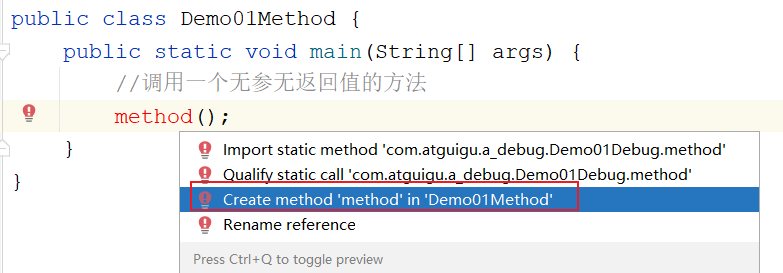 public class Demo01Method {
public static void main(String[] args) {
//调用一个无参无返回值的方法
method();
Import static method 'com.atguigu.a_debug.Demo01Debug.method'
Qualify static call 'com.atguigu.a_debug.Demo01Debug.method'
Create method 'method' in 'Demo01Method'
Rename reference
Press Ctrl+Q to toggle preview
}
}